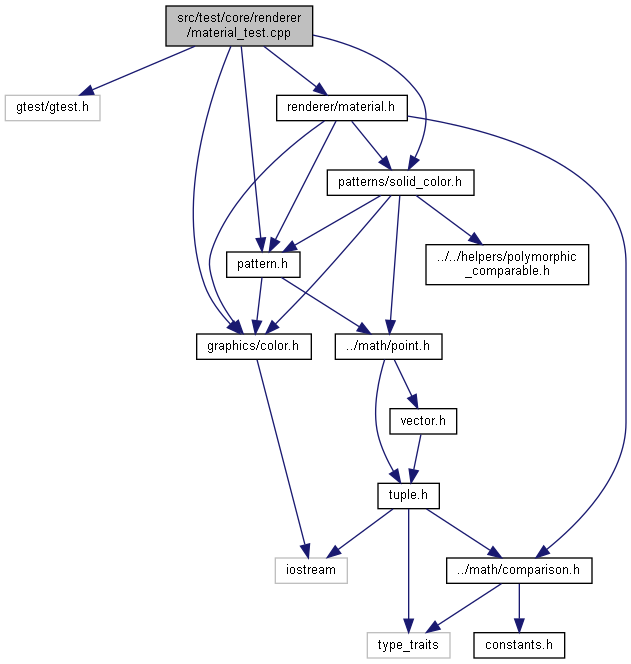 src/test/core/renderer
/material_test.cpp
gtest/gtest.h
renderer/material.h
patterns/solid_color.h
pattern.h
../../helpers/polymorphic
_comparable.h
graphics/color.h
../math/point.h
vector.h
tuple.h
iostream
../math/comparison.h
type_traits
constants.h